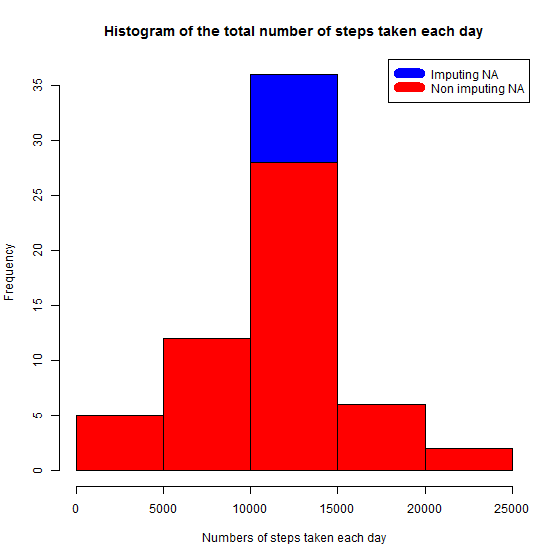 Histogram of the total number of steps taken each day
Imputing NA
Non imputing NA
Frequency
35
30
25
20
15
10
5
0
0 5000 10000 15000 20000 25000
Numbers of steps taken each day